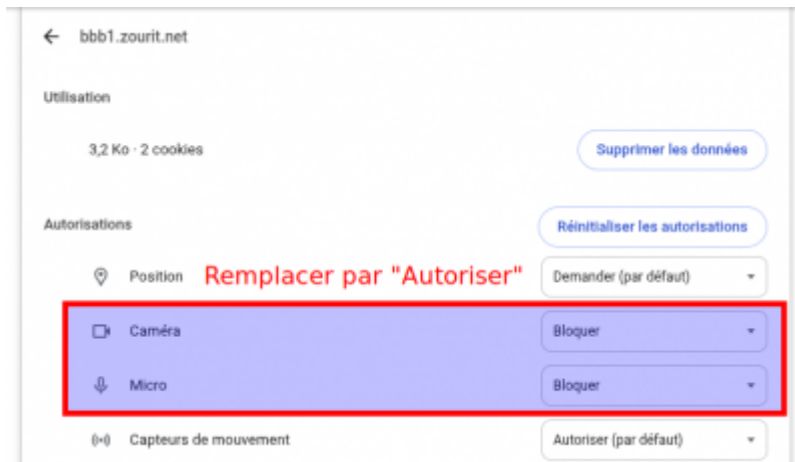 bbb1.zourit.net
Utilisation
3,2 Ko · 2 cookies
Supprimer les données
Autorisations
Réinitialiser les autorisations
Position
Remplacer par "Autoriser"
Demander (par défaut)
Caméra
Bloquer
Micro
Bloquer
Capteurs de mouvement
Autoriser (par défaut)